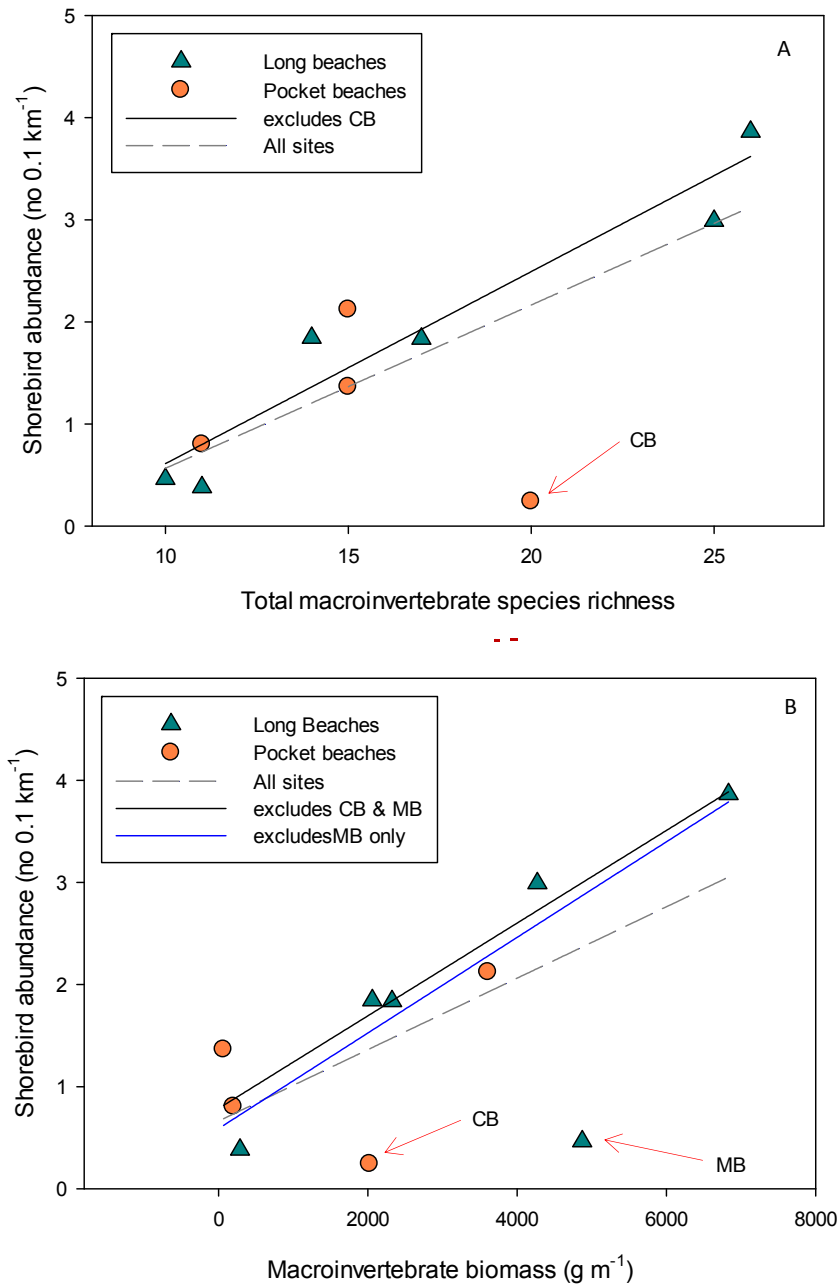 5
A
Long beaches
Pocket beaches
4
excludes CB
All sites
Shorebird abundance (no 0.1 km⁻¹)
3
2
1
CB
0
10 15 20 25
Total macroinvertebrate species richness
5
B
Long Beaches
Pocket beaches
4
All sites
excludes CB & MB
excludesMB only
Shorebird abundance (no 0.1 km⁻¹)
3
2
1
CB
MB
0
0 2000 4000 6000 8000
Macroinvertebrate biomass (g m⁻¹)